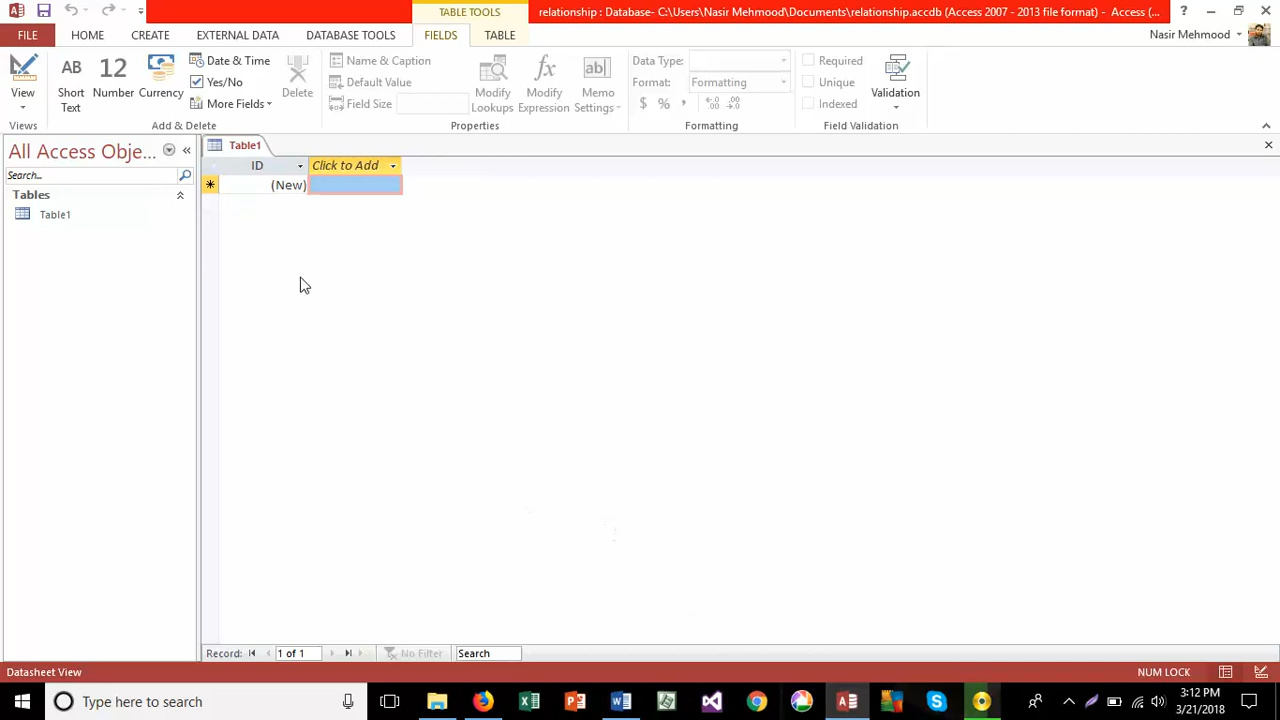 TABLE TOOLS
relationship : Database- C:\Users\Nasir Mehmood\Documents\relationship.accdb (Access 2007 - 2013 file format) - Access (...
?
FILE HOME CREATE EXTERNAL DATA DATABASE TOOLS FIELDS TABLE
Nasir Mehmood
View
Views
AB Short Text
12 Number
Currency
Date & Time
Yes/No
More Fields
Delete
Add & Delete
Name & Caption
Default Value
Field Size
Modify Lookups
fx Modify Expression
ab| Memo Settings
Properties
Data Type:
Format: Formatting
$ % ,
Formatting
Required
Unique
Indexed
Validation
Field Validation
All Access Obje...
Search...
Tables
Table1
Table1
ID Click to Add
(New)
Record: 1 of 1 No Filter Search
Datasheet View
NUM LOCK
Type here to search
3:12 PM
3/21/2018